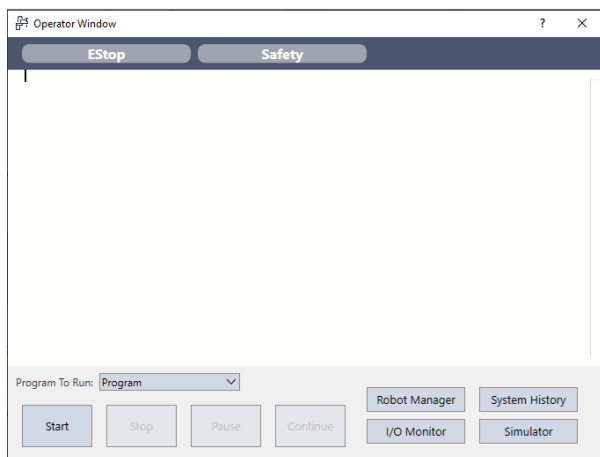 Operator Window ?
EStop Safety
Program To Run: Program
Robot Manager System History
Start Stop Pause Continue
I/O Monitor Simulator